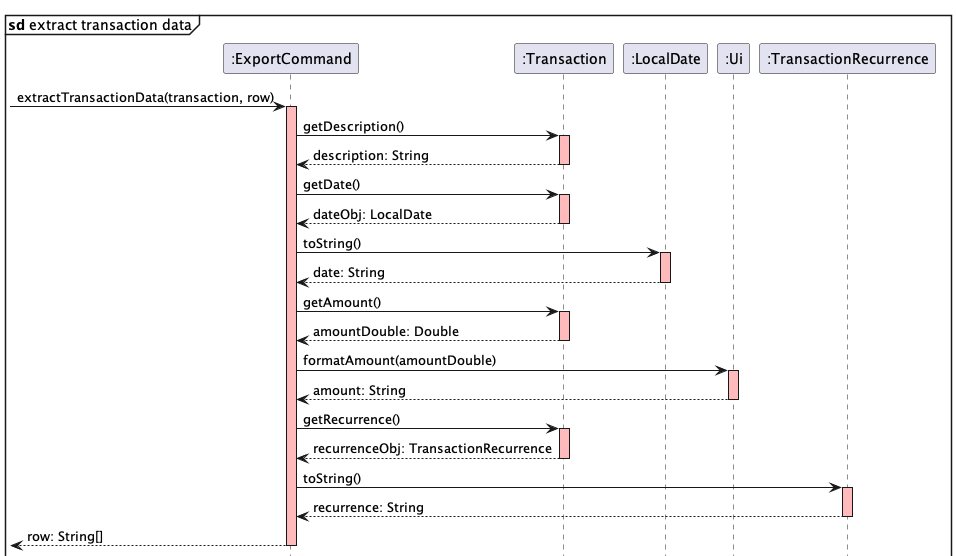 sd extract transaction data
:ExportCommand :Transaction :LocalDate :Ui :TransactionRecurrence
extractTransactionData(transaction, row)
getDescription()
description: String
getDate()
dateObj: LocalDate
toString()
date: String
getAmount()
amountDouble: Double
formatAmount(amountDouble)
amount: String
getRecurrence()
recurrenceObj: TransactionRecurrence
toString()
recurrence: String
row: String[]